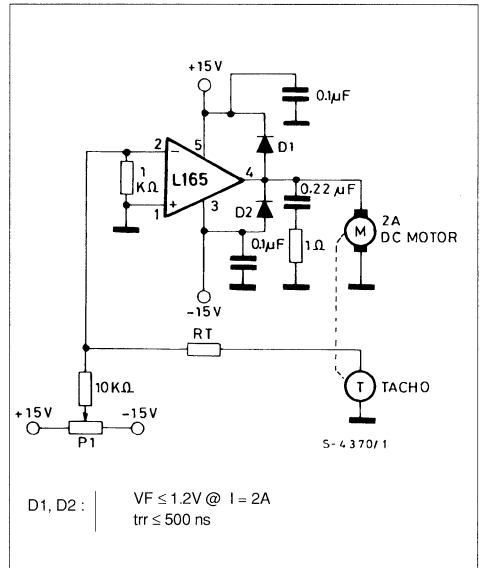 +15V
0.1µF
2
5
D1
1
KΩ
L165
4
0.22 µF
1
3
D2
0.1µF
1Ω
M
2A
DC MOTOR
-15V
RT
10KΩ
T
TACHO
+15V
-15V
P1
S-4370/1
D1, D2 :
VF ≤ 1.2V @ I = 2A
trr ≤ 500 ns